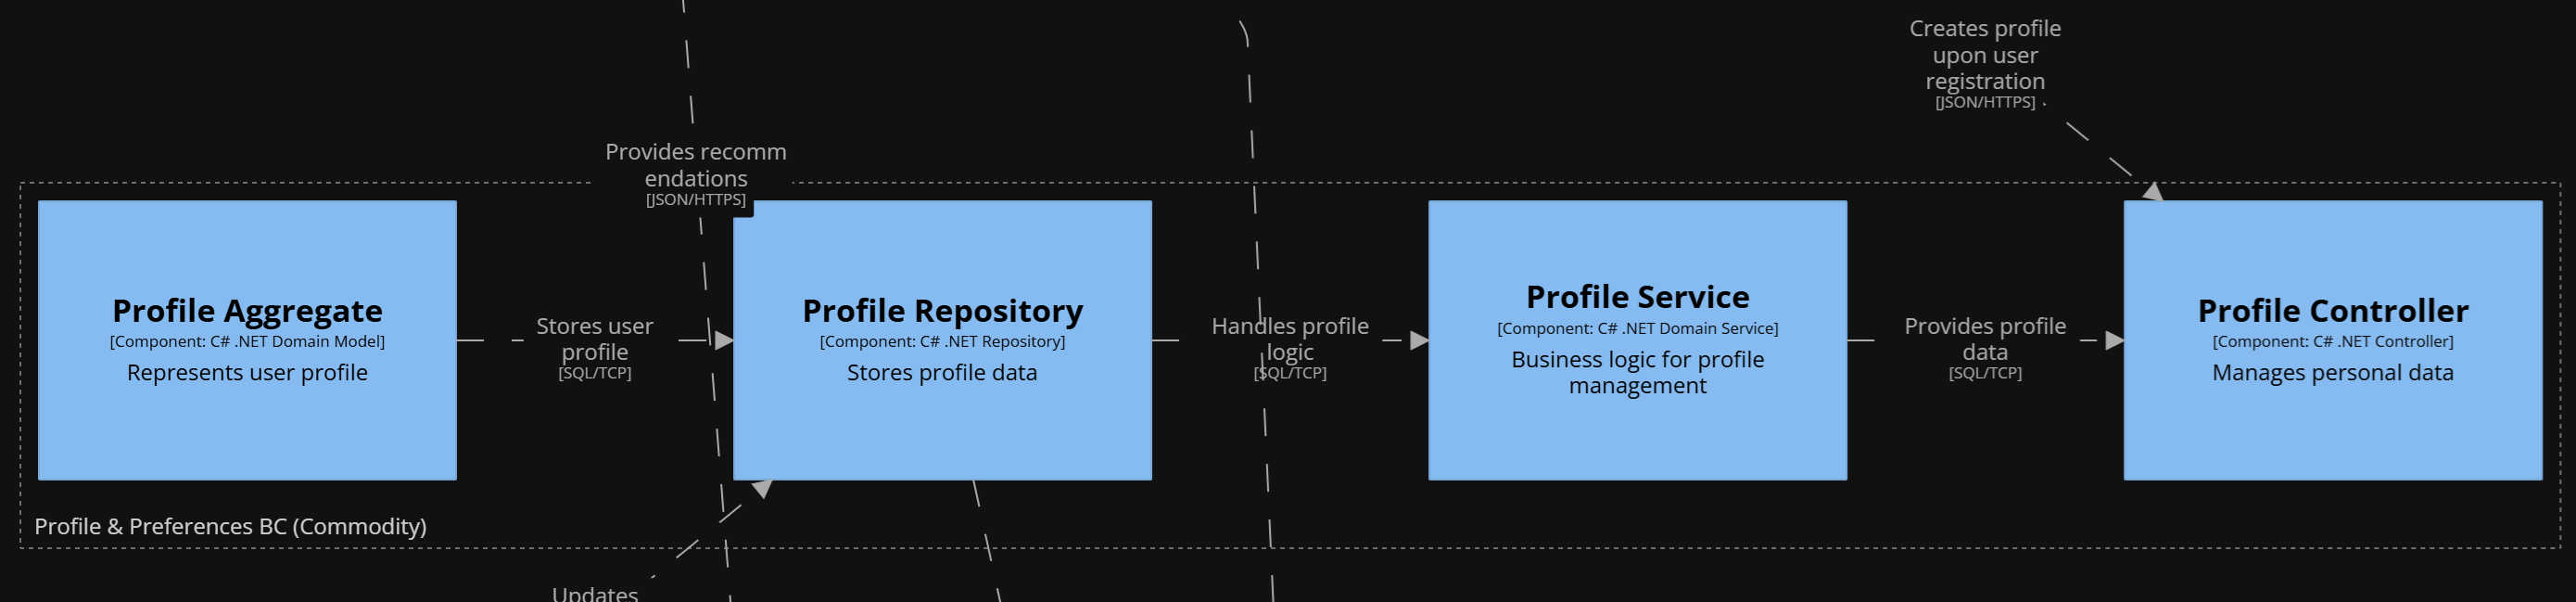 Creates profile
upon user
registration
[JSON/HTTPS]
Provides recomm
endations
[JSON/HTTPS]
Profile Aggregate
[Component: C# .NET Domain Model]
Represents user profile
Stores user
profile
[SQL/TCP]
Profile Repository
[Component: C# .NET Repository]
Stores profile data
Handles profile
logic
[SQL/TCP]
Profile Service
[Component: C# .NET Domain Service]
Business logic for profile
management
Provides profile
data
[SQL/TCP]
Profile Controller
[Component: C# .NET Controller]
Manages personal data
Profile & Preferences BC (Commodity)
Updates